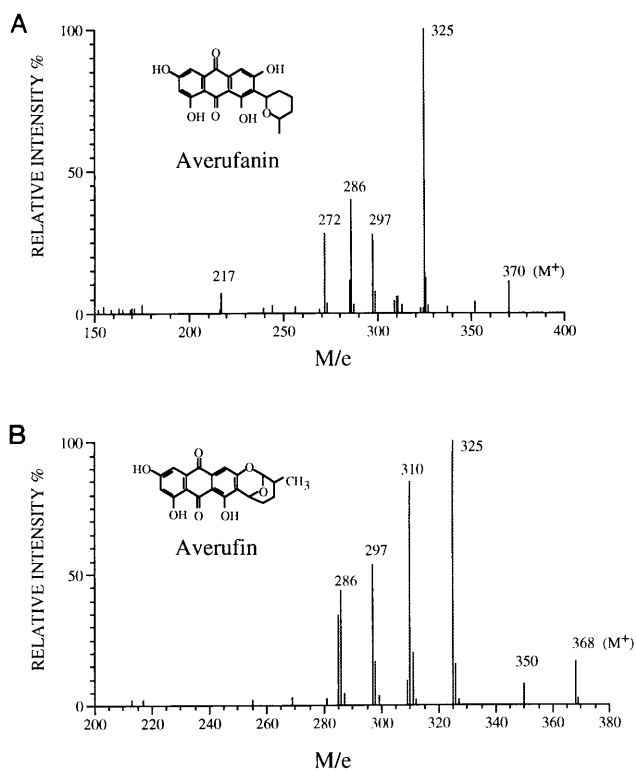 A
RELATIVE INTENSITY %
100
50
0
HO
O
OH
O
OH
O
OH
Averufanin
217
272
286
297
325
370 (M+)
150 200 250 300 350 400
M/e
B
RELATIVE INTENSITY %
100
50
0
HO
O
O
O
CH3
OH
O
OH
Averufin
286
297
310
325
350
368 (M+)
200 220 240 260 280 300 320 340 360 380
M/e